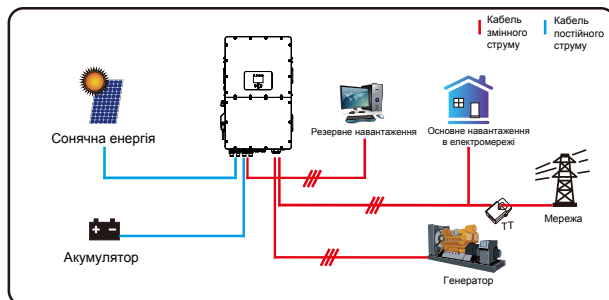 Кабель
змінного
струму
Кабель
постійного
струму
Сонячна енергія
Резервне навантаження
Основне навантаження
в електромережі
ТТ
Мережа
Акумулятор
Генератор